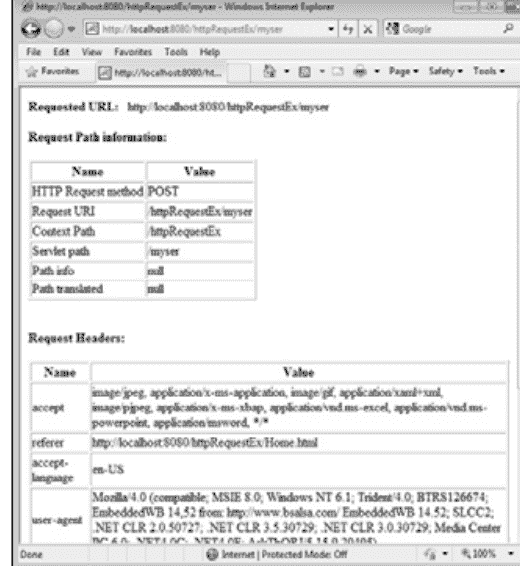 http://localhost:8080/httpRequestEx/myser - Windows Internet Explorer
http://localhost:8080/httpRequestEx/myser
Google
File Edit View Favorites Tools Help
Favorites http://localhost:8080/ht... Page Safety Tools
Requested URL: http://localhost:8080/httpRequestEx/myser
Request Path information:
Name Value
HTTP Request method POST
Request URI /httpRequestEx/myser
Context Path /httpRequestEx
Servlet path /myser
Path info null
Path translated null
Request Headers:
Name Value
accept image/jpeg, application/x-ms-application, image/gif, application/xaml+xml,
image/pjpeg, application/x-ms-xbap, application/vnd.ms-excel, application/vnd.ms-
powerpoint, application/msword, */*
referer http://localhost:8080/httpRequestEx/Home.html
accept-
language en-US
user-agent Mozilla/4.0 (compatible; MSIE 8.0; Windows NT 6.1; Trident/4.0; BTRS126674;
EmbeddedWB 14,52 from: http://www.bsalsa.com/ EmbeddedWB 14.52; SLCC2;
.NET CLR 2.0.50727; .NET CLR 3.5.30729; .NET CLR 3.0.30729; Media Center
PC 6.0;
Done Internet | Protected Mode: Off 100%